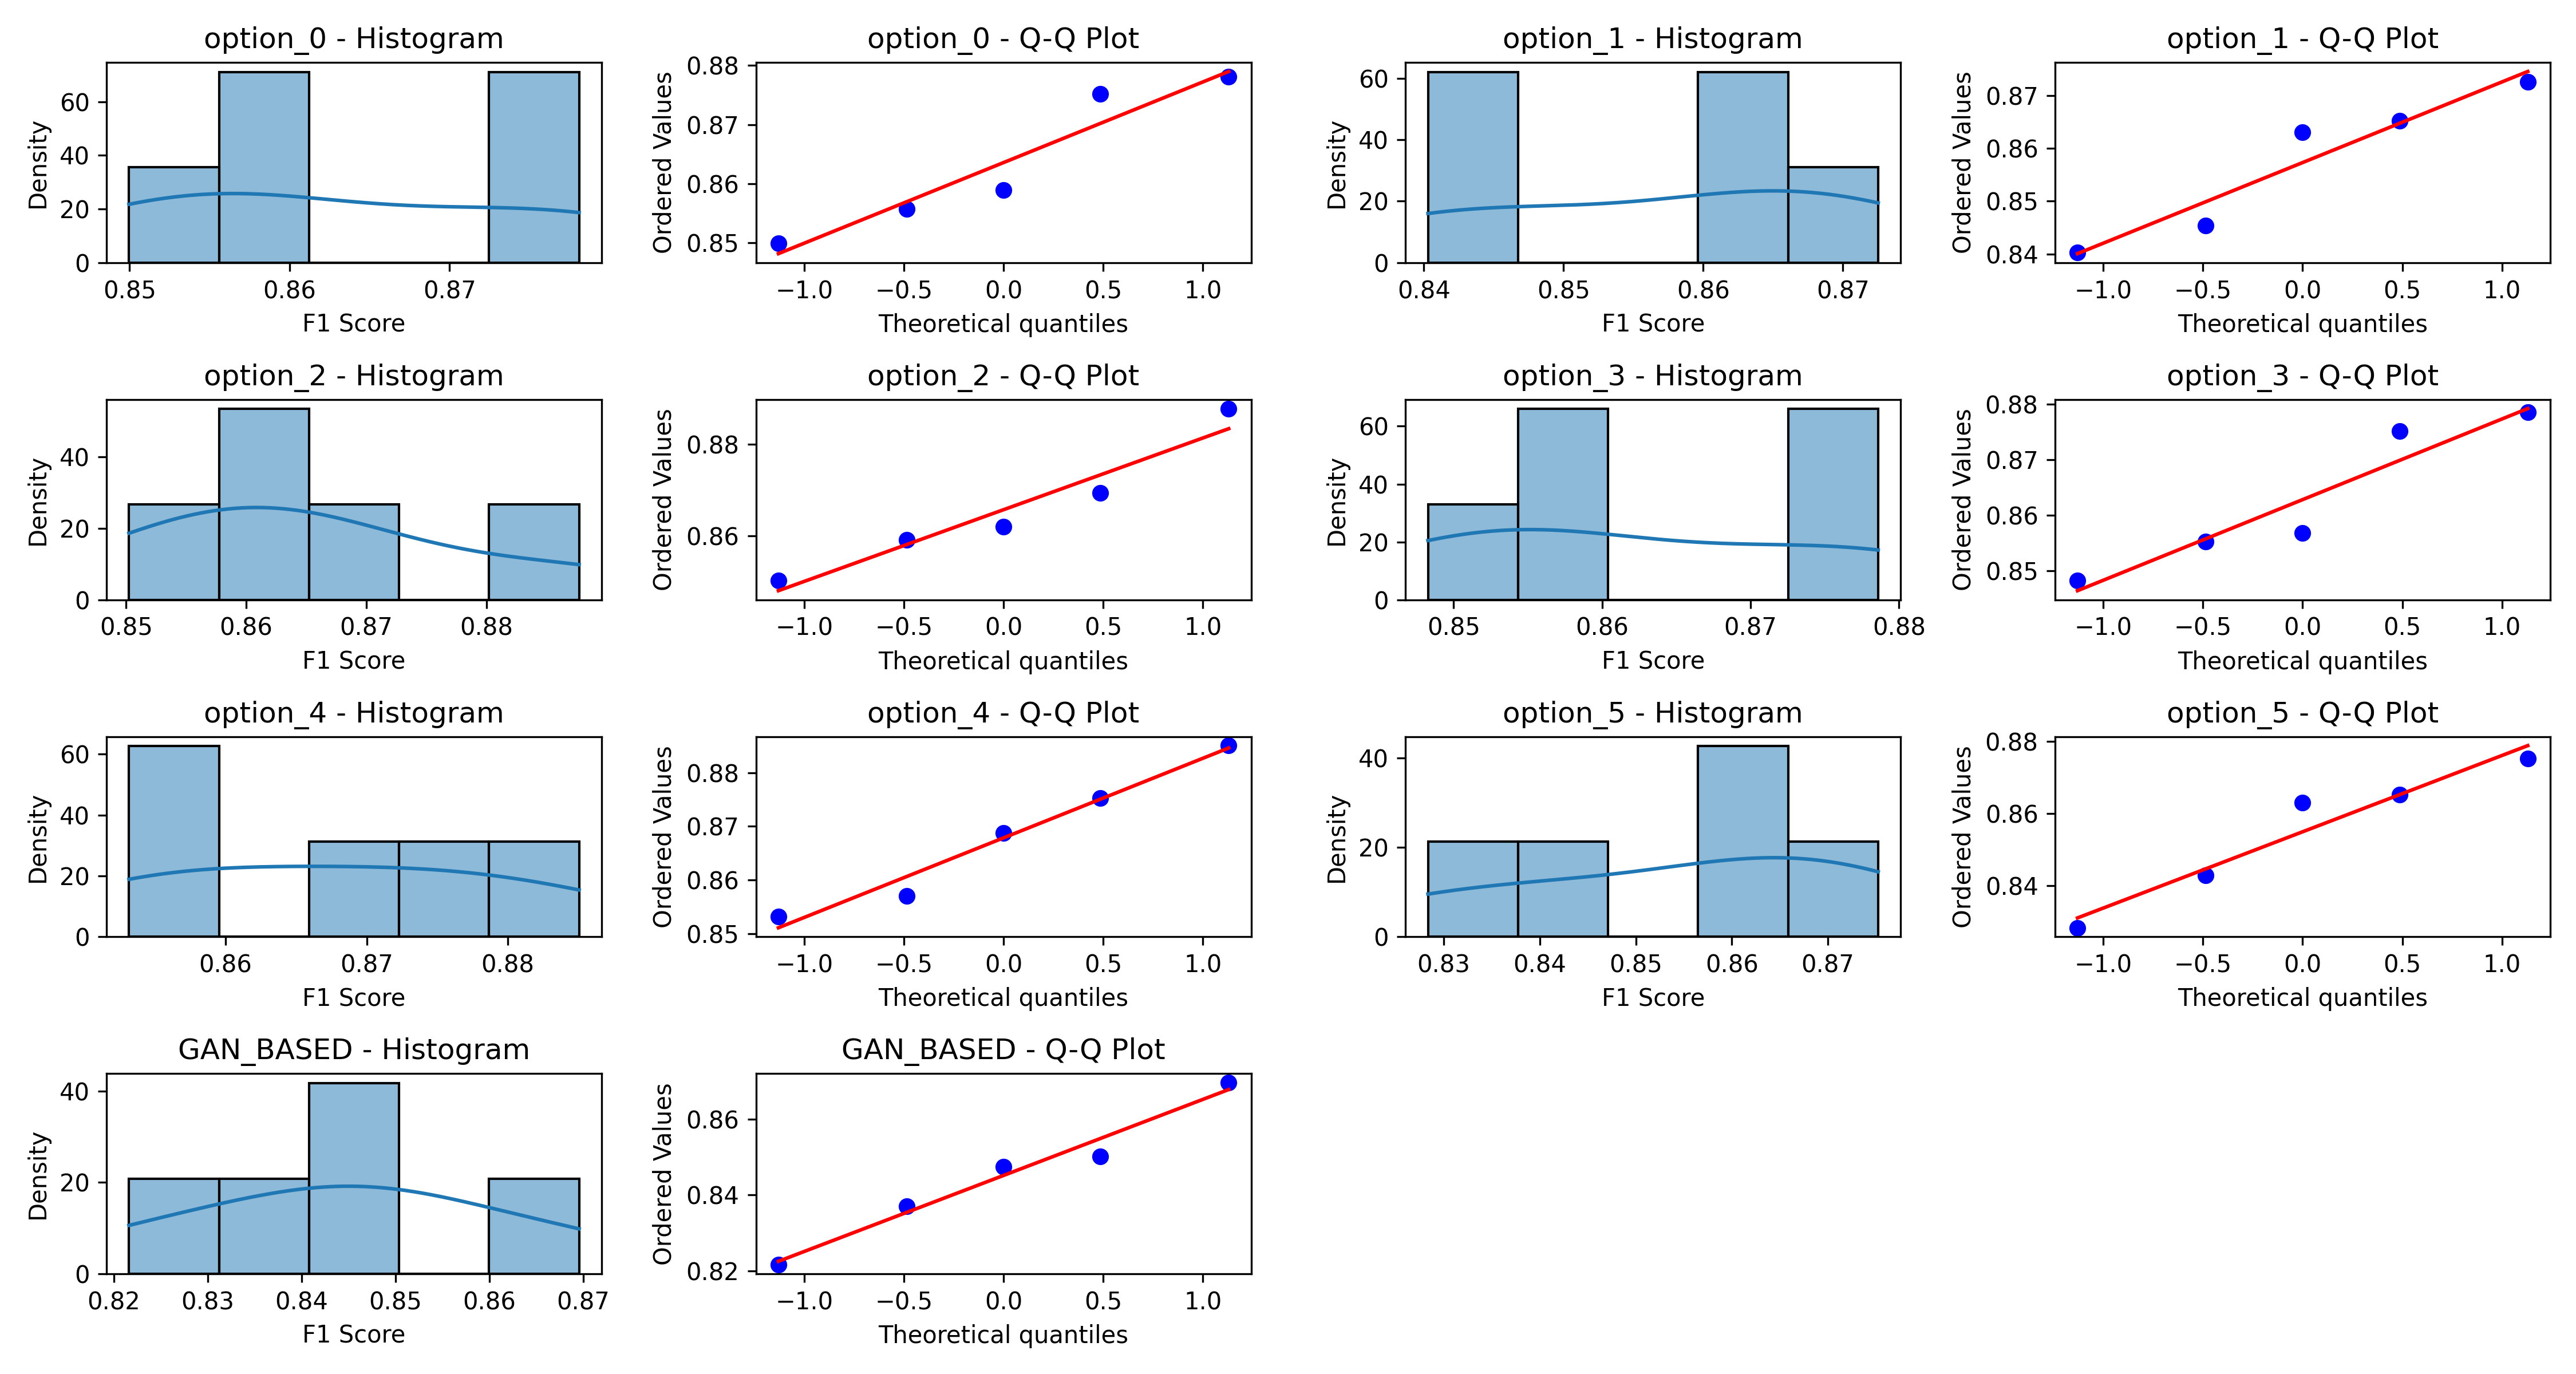 option_0 - Histogram
Density
60
40
20
0
0.85 0.86 0.87
F1 Score
option_0 - Q-Q Plot
Ordered Values
0.88
0.87
0.86
0.85
−1.0 −0.5 0.0 0.5 1.0
Theoretical quantiles
option_1 - Histogram
Density
60
40
20
0
0.84 0.85 0.86 0.87
F1 Score
option_1 - Q-Q Plot
Ordered Values
0.87
0.86
0.85
0.84
−1.0 −0.5 0.0 0.5 1.0
Theoretical quantiles
option_2 - Histogram
Density
40
20
0
0.85 0.86 0.87 0.88
F1 Score
option_2 - Q-Q Plot
Ordered Values
0.88
0.86
−1.0 −0.5 0.0 0.5 1.0
Theoretical quantiles
option_3 - Histogram
Density
60
40
20
0
0.85 0.86 0.87 0.88
F1 Score
option_3 - Q-Q Plot
Ordered Values
0.88
0.87
0.86
0.85
−1.0 −0.5 0.0 0.5 1.0
Theoretical quantiles
option_4 - Histogram
Density
60
40
20
0
0.86 0.87 0.88
F1 Score
option_4 - Q-Q Plot
Ordered Values
0.88
0.87
0.86
0.85
−1.0 −0.5 0.0 0.5 1.0
Theoretical quantiles
option_5 - Histogram
Density
40
20
0
0.83 0.84 0.85 0.86 0.87
F1 Score
option_5 - Q-Q Plot
Ordered Values
0.88
0.86
0.84
−1.0 −0.5 0.0 0.5 1.0
Theoretical quantiles
GAN_BASED - Histogram
Density
40
20
0
0.82 0.83 0.84 0.85 0.86 0.87
F1 Score
GAN_BASED - Q-Q Plot
Ordered Values
0.86
0.84
0.82
−1.0 −0.5 0.0 0.5 1.0
Theoretical quantiles